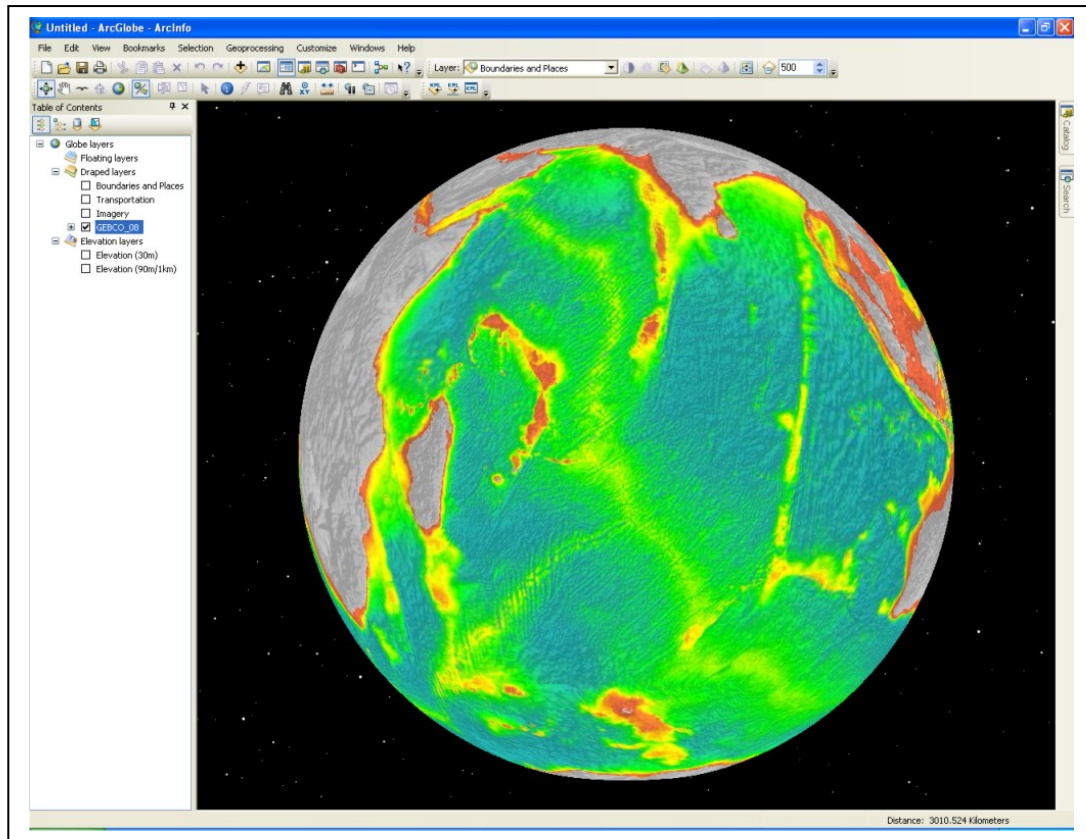 Untitled - ArcGlobe - ArcInfo
File Edit View Bookmarks Selection Geoprocessing Customize Windows Help
Layer: Boundaries and Places 500
Table of Contents
Globe layers
Floating layers
Draped layers
Boundaries and Places
Transportation
Imagery
GEBCO_08
Elevation layers
Elevation (30m)
Elevation (90m/1km)
Catalog
Search
Distance: 3010.524 Kilometers